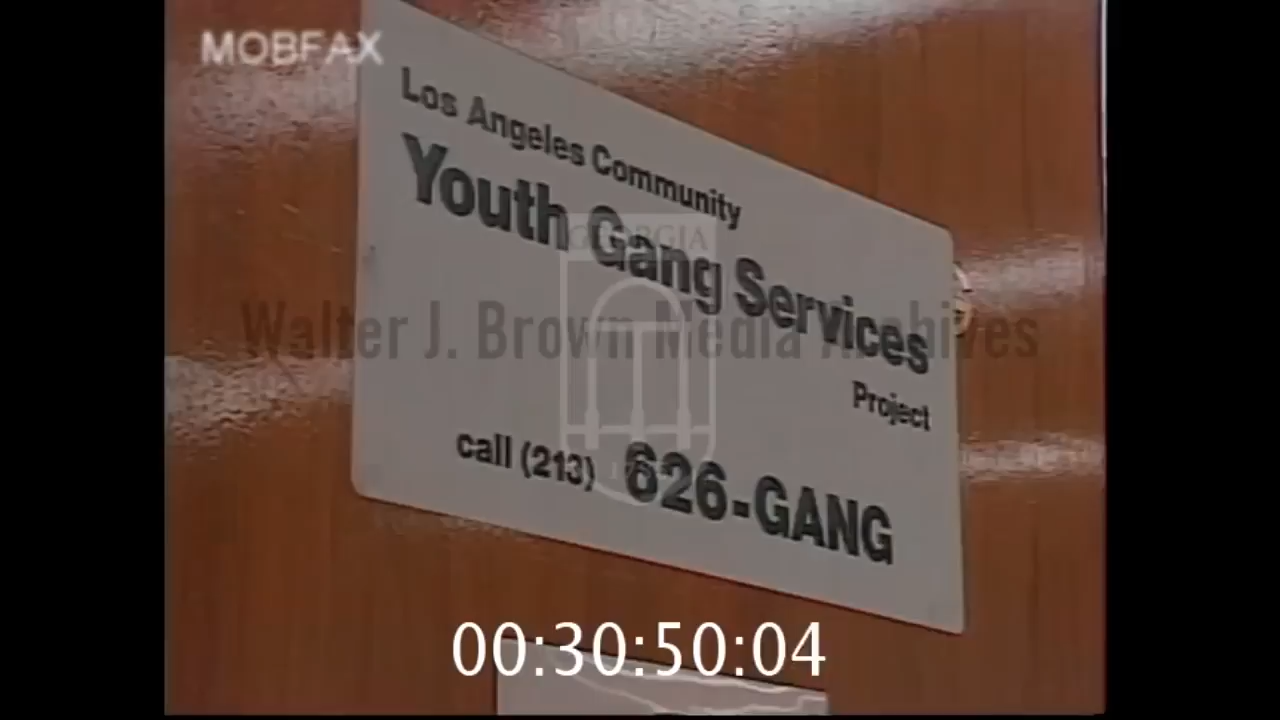 MOBFAX
Los Angeles Community
Youth Gang Services
Project
call (213) 626-GANG
GEORGIA
Walter J. Brown Media Archives
00:30:50:04